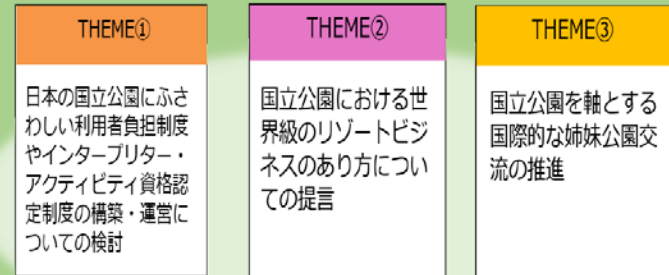 THEME①
日本の国立公園にふさ
わしい利用者負担制度
やインタープリター・
アクティビティ資格認
定制度の構築・運営に
ついての検討
THEME②
国立公園における世
界級のリゾートビジ
ネスのあり方につい
ての提言
THEME③
国立公園を軸とする
国際的な姉妹公園交
流の推進